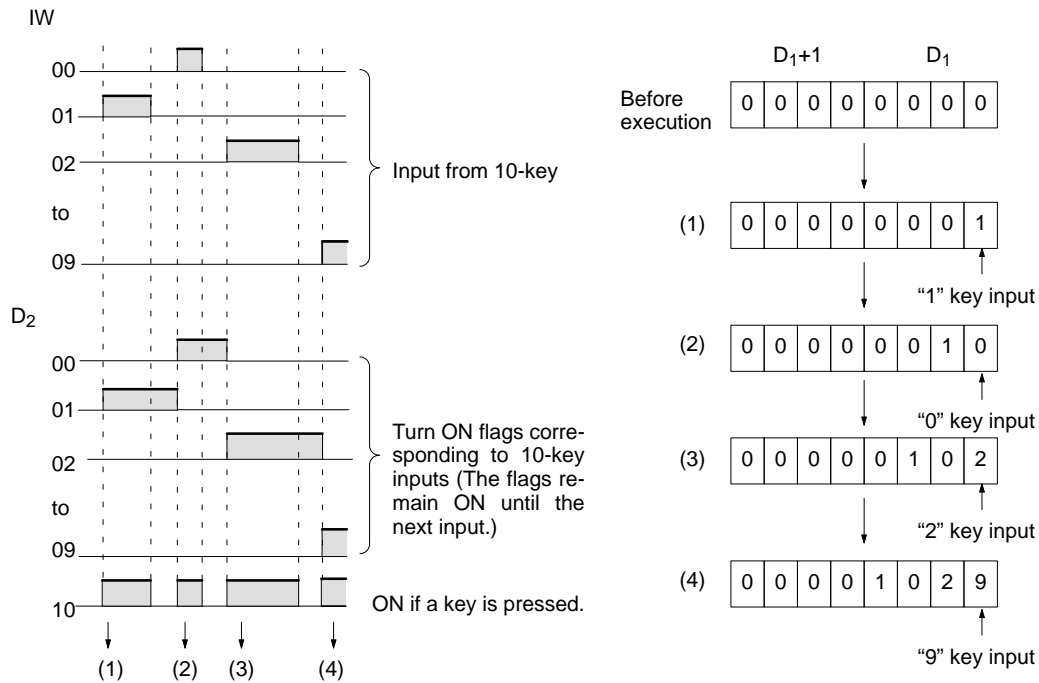 IW
00
01
02
to
09
Input from 10-key
D2
00
01
02
to
09
10
Turn ON flags corre-
sponding to 10-key
inputs (The flags re-
main ON until the
next input.)
ON if a key is pressed.
(1) (2) (3) (4)
D1+1 D1
Before
execution
0 0 0 0 0 0 0 0
(1) 0 0 0 0 0 0 0 1
“1” key input
(2) 0 0 0 0 0 0 1 0
“0” key input
(3) 0 0 0 0 0 1 0 2
“2” key input
(4) 0 0 0 0 1 0 2 9
“9” key input